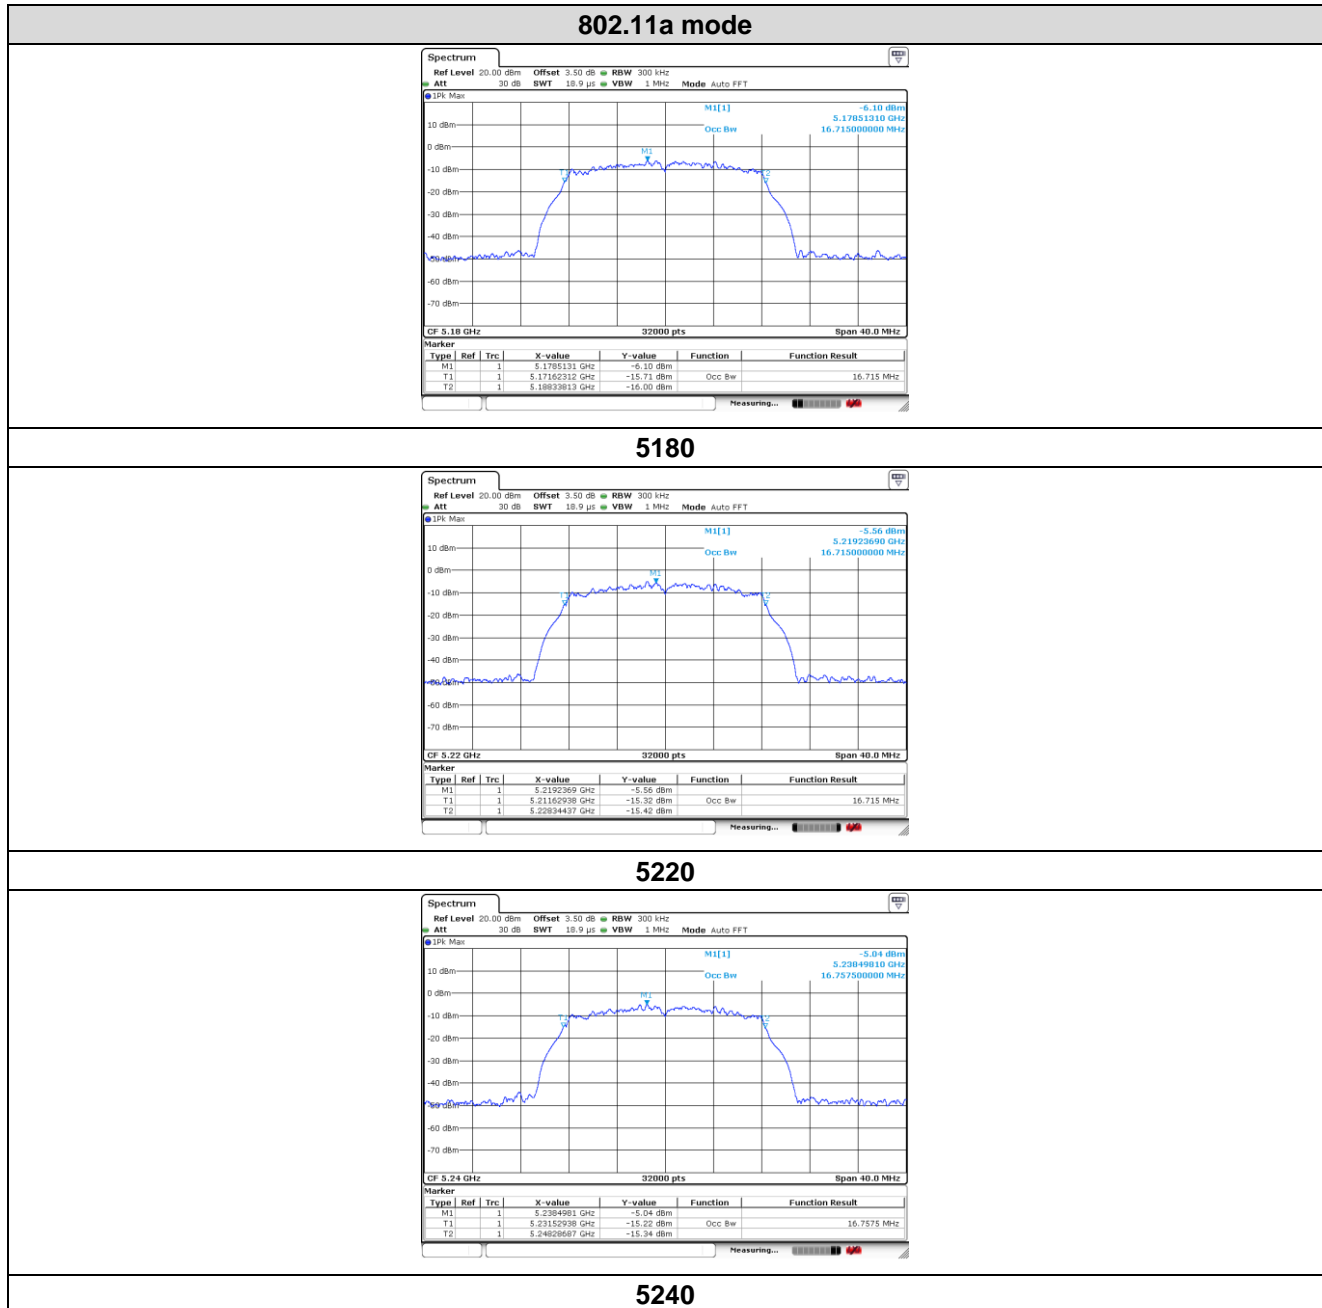 802.11a mode
Spectrum
Ref Level 20.00 dBm Offset 3.50 dB RBW 300 kHz
Att 30 dB SWT 18.9 µs VBW 1 MHz Mode Auto FFT
1Pk Max
M1[1] -6.10 dBm
5.17851310 GHz
10 dBm
Occ Bw 16.715000000 MHz
0 dBm
M1
-10 dBm
T1 T2
-20 dBm
-30 dBm
-40 dBm
-60 dBm
-70 dBm
CF 5.18 GHz 32000 pts Span 40.0 MHz
Marker
Type Ref Trc X-value Y-value Function Function Result
M1 1 5.1785131 GHz -6.10 dBm
T1 1 5.17162312 GHz -15.71 dBm Occ Bw 16.715 MHz
T2 1 5.18833813 GHz -16.00 dBm
Measuring...
5180
Spectrum
Ref Level 20.00 dBm Offset 3.50 dB RBW 300 kHz
Att 30 dB SWT 18.9 µs VBW 1 MHz Mode Auto FFT
1Pk Max
M1[1] -5.56 dBm
5.21923690 GHz
10 dBm
Occ Bw 16.715000000 MHz
0 dBm
M1
-10 dBm
T1 T2
-20 dBm
-30 dBm
-40 dBm
-60 dBm
-70 dBm
CF 5.22 GHz 32000 pts Span 40.0 MHz
Marker
Type Ref Trc X-value Y-value Function Function Result
M1 1 5.2192369 GHz -5.56 dBm
T1 1 5.21162938 GHz -15.32 dBm Occ Bw 16.715 MHz
T2 1 5.22834437 GHz -15.42 dBm
Measuring...
5220
Spectrum
Ref Level 20.00 dBm Offset 3.50 dB RBW 300 kHz
Att 30 dB SWT 18.9 µs VBW 1 MHz Mode Auto FFT
1Pk Max
M1[1] -5.04 dBm
5.23849810 GHz
10 dBm
Occ Bw 16.757500000 MHz
0 dBm
M1
-10 dBm
T1 T2
-20 dBm
-30 dBm
-40 dBm
-60 dBm
-70 dBm
CF 5.24 GHz 32000 pts Span 40.0 MHz
Marker
Type Ref Trc X-value Y-value Function Function Result
M1 1 5.2384981 GHz -5.04 dBm
T1 1 5.23152938 GHz -15.22 dBm Occ Bw 16.7575 MHz
T2 1 5.24828687 GHz -15.34 dBm
Measuring...
5240